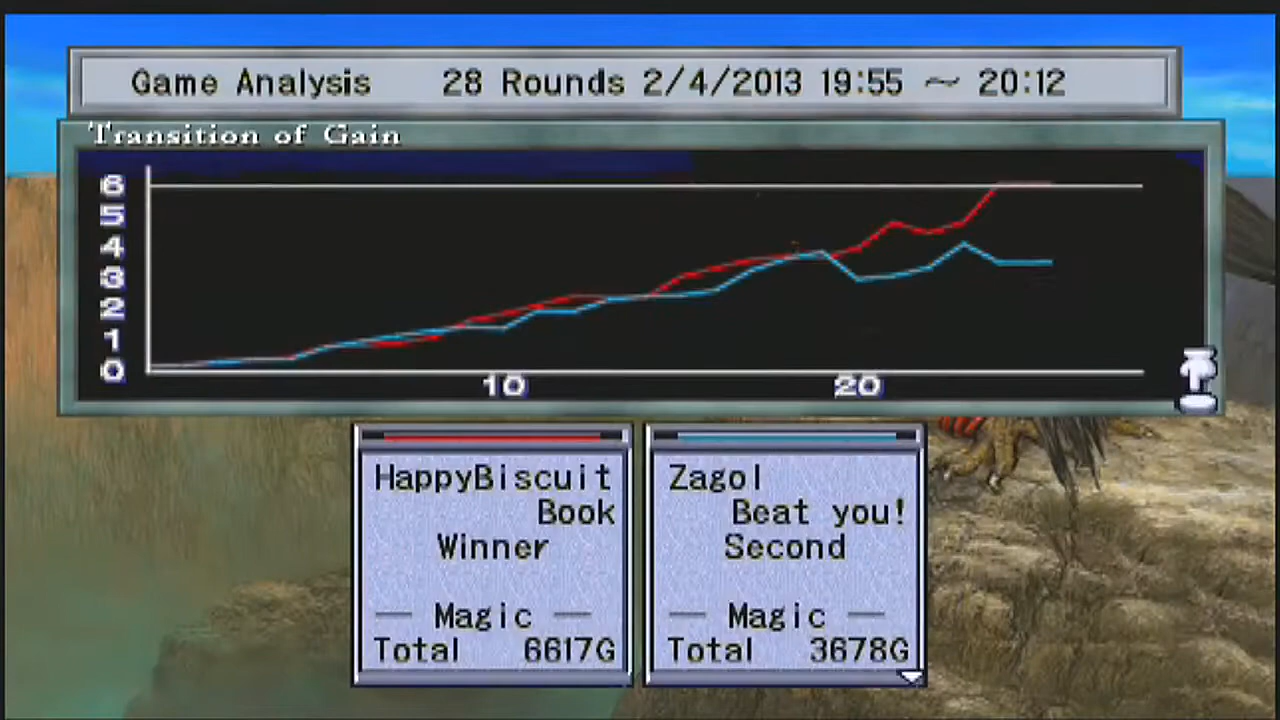 Game Analysis 28 Rounds 2/4/2013 19:55 ~ 20:12
Transition of Gain
6
5
4
3
2
1
0
10 20
HappyBiscuit
Book
Winner
Magic
Total 6617G
Zagol
Beat you!
Second
Magic
Total 3678G